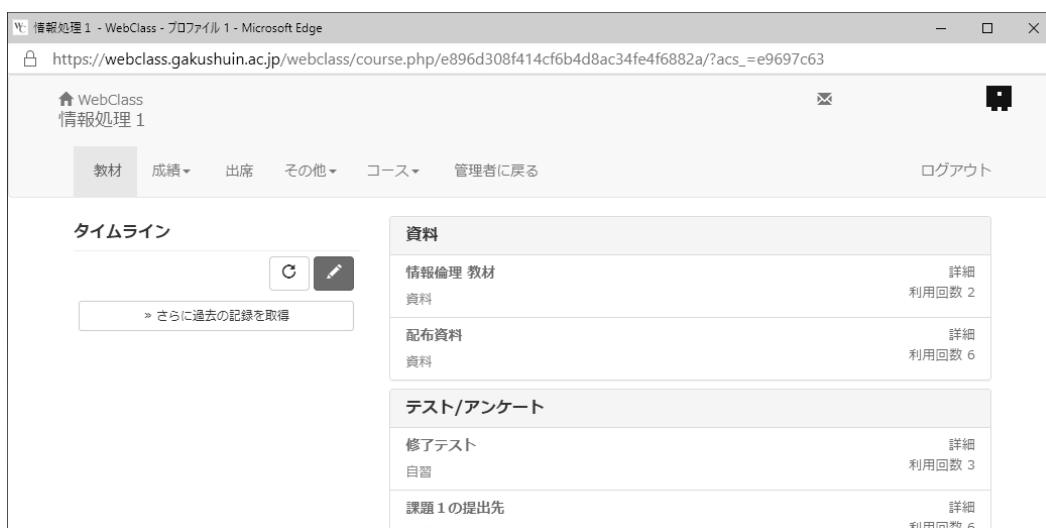 情報処理１ - WebClass - プロファイル 1 - Microsoft Edge
https://webclass.gakushuin.ac.jp/webclass/course.php/e896d308f414cf6b4d8ac34fe4f6882a/?acs_=e9697c63
WebClass
情報処理１
教材 成績 出席 その他 コース 管理者に戻る ログアウト
タイムライン
» さらに過去の記録を取得
資料
情報倫理 教材 詳細
資料 利用回数 2
配布資料 詳細
資料 利用回数 6
テスト/アンケート
修了テスト 詳細
自習 利用回数 3
課題１の提出先 詳細
利用回数 6